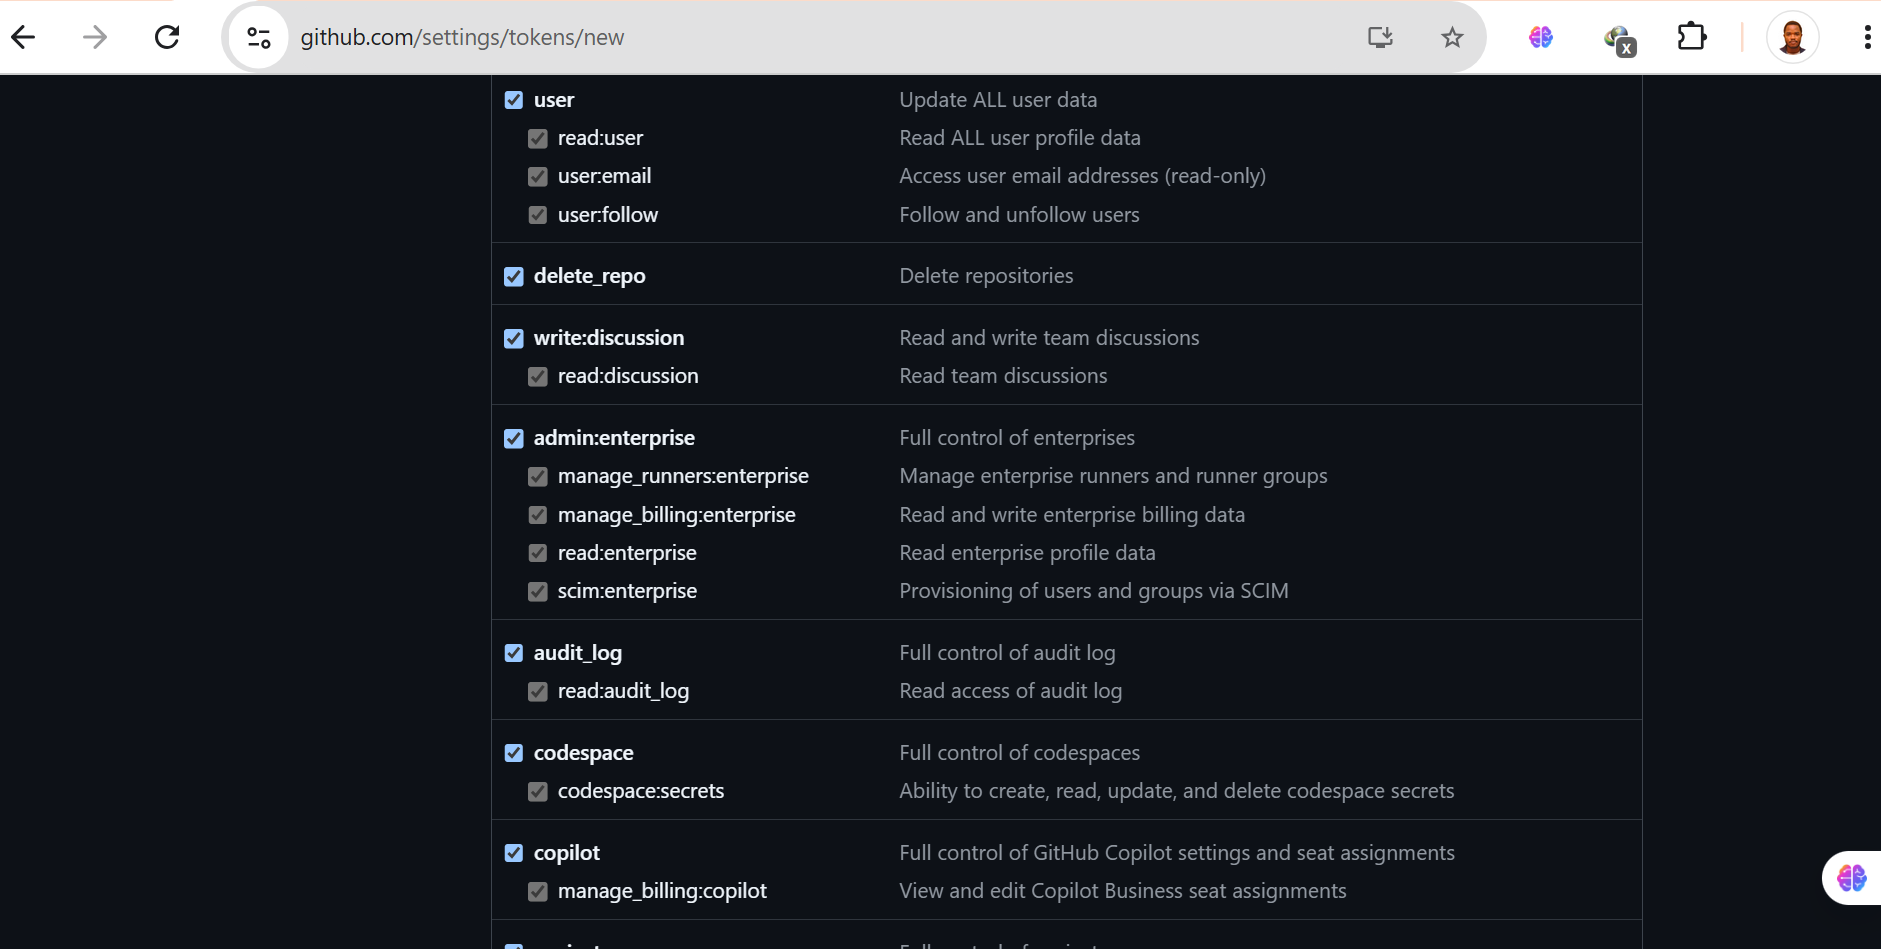 github.com/settings/tokens/new
X
user Update ALL user data
read:user Read ALL user profile data
user:email Access user email addresses (read-only)
user:follow Follow and unfollow users
delete_repo Delete repositories
write:discussion Read and write team discussions
read:discussion Read team discussions
admin:enterprise Full control of enterprises
manage_runners:enterprise Manage enterprise runners and runner groups
manage_billing:enterprise Read and write enterprise billing data
read:enterprise Read enterprise profile data
scim:enterprise Provisioning of users and groups via SCIM
audit_log Full control of audit log
read:audit_log Read access of audit log
codespace Full control of codespaces
codespace:secrets Ability to create, read, update, and delete codespace secrets
copilot Full control of GitHub Copilot settings and seat assignments
manage_billing:copilot View and edit Copilot Business seat assignments